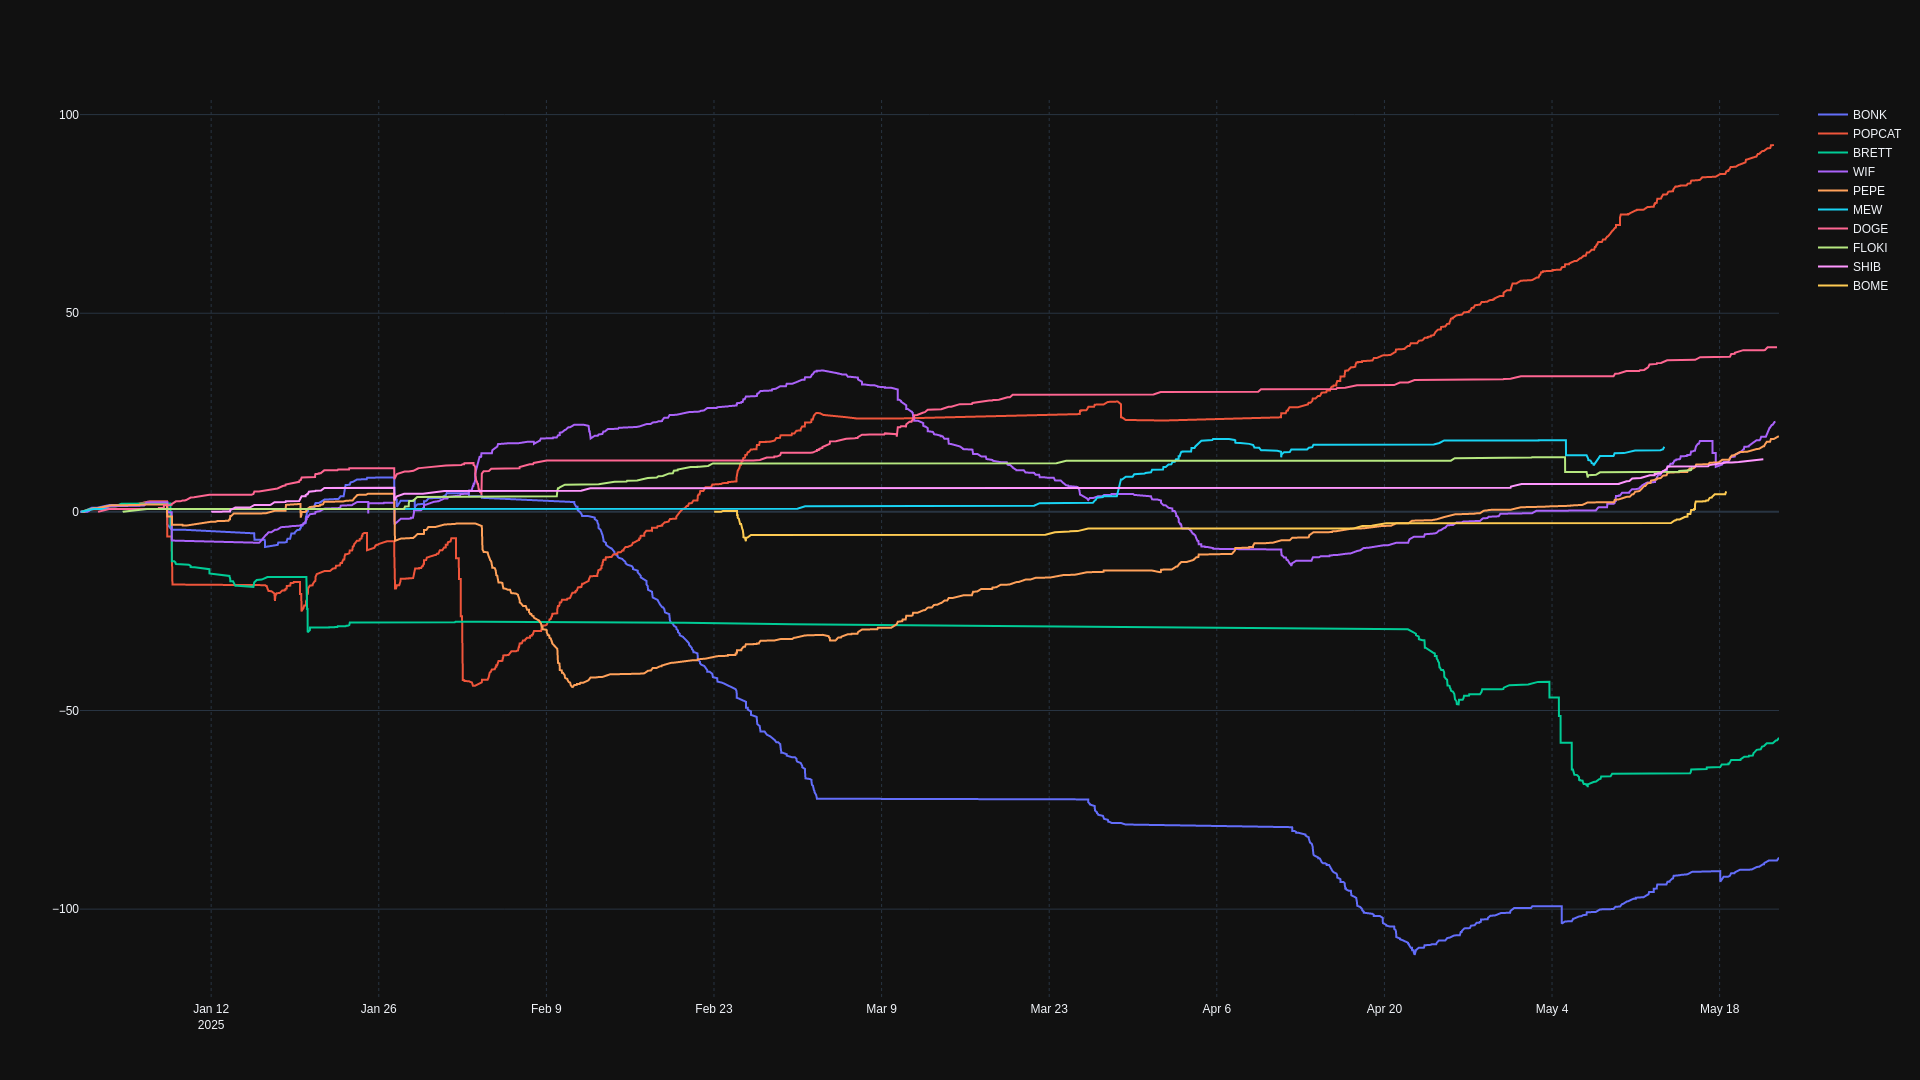 100
50
0
−50
−100
Jan 12
2025
Jan 26
Feb 9
Feb 23
Mar 9
Mar 23
Apr 6
Apr 20
May 4
May 18
BONK
POPCAT
BRETT
WIF
PEPE
MEW
DOGE
FLOKI
SHIB
BOME